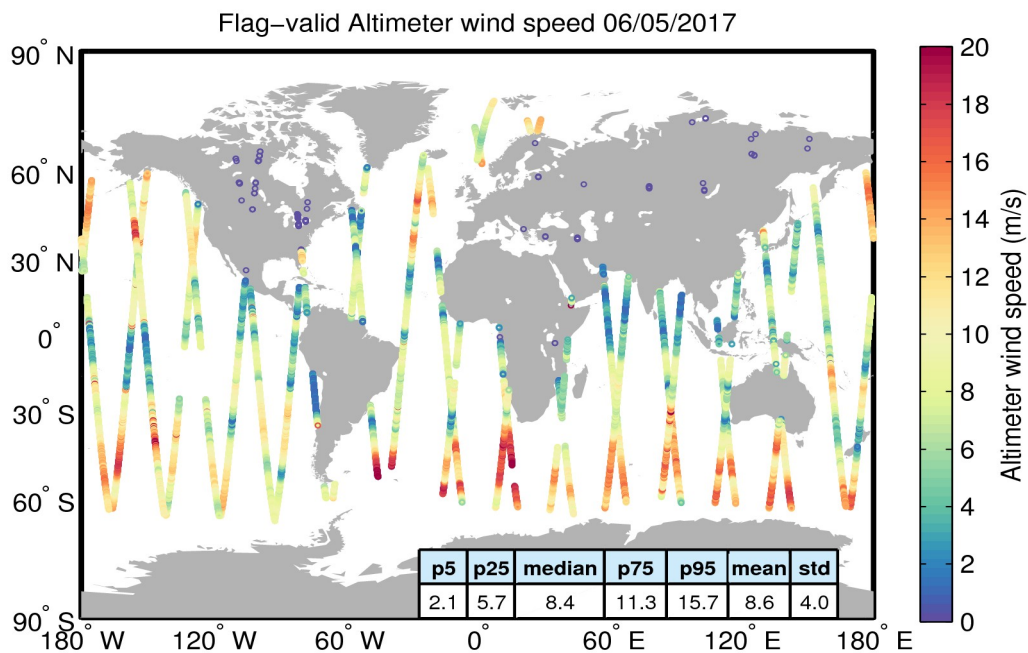 Flag−valid Altimeter wind speed 06/05/2017
90° N
60° N
30° N
0°
30° S
60° S
90° S
180° W
120° W
60° W
0°
60° E
120° E
180° E
p5 p25 median p75 p95 mean std
2.1 5.7 8.4 11.3 15.7 8.6 4.0
20
18
16
14
12
10
8
6
4
2
0
Altimeter wind speed (m/s)